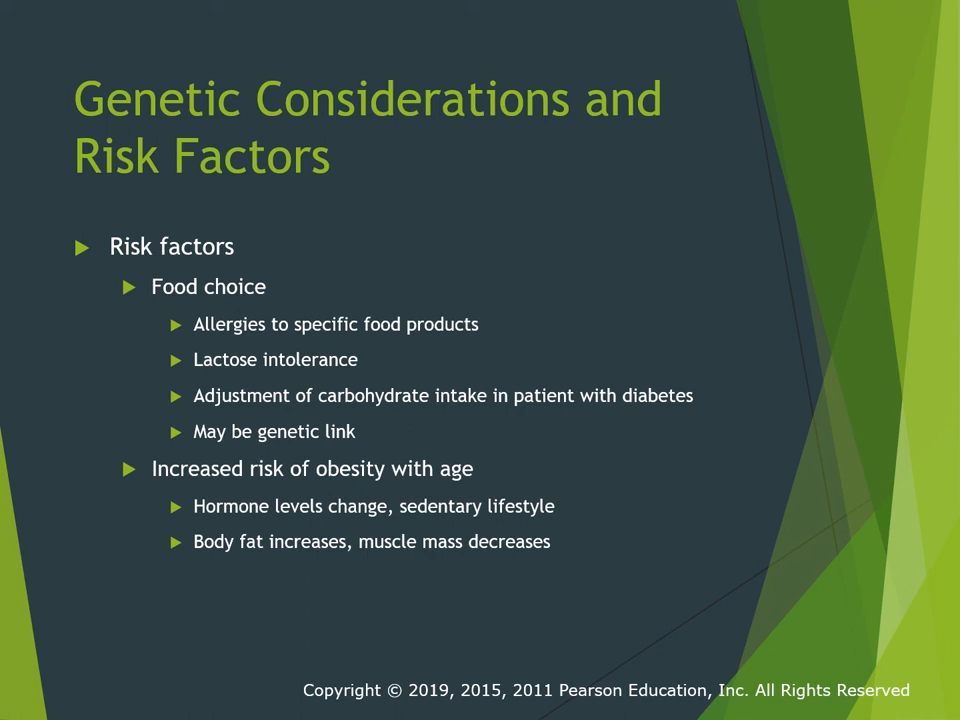 Genetic Considerations and
Risk Factors
Risk factors
Food choice
Allergies to specific food products
Lactose intolerance
Adjustment of carbohydrate intake in patient with diabetes
May be genetic link
Increased risk of obesity with age
Hormone levels change, sedentary lifestyle
Body fat increases, muscle mass decreases
Copyright © 2019, 2015, 2011 Pearson Education, Inc. All Rights Reserved